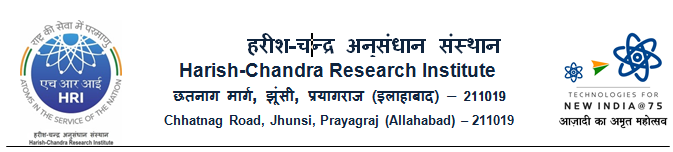 राष्ट्र की सेवा में परमाणु
एच आर आई
HRI
ATOMS IN THE SERVICE OF THE NATION
हरीश-चन्द्र अनुसंधान संस्थान
Harish-Chandra Research Institute
हरीश-चन्द्र अनुसंधान संस्थान
Harish-Chandra Research Institute
छतनाग मार्ग, झूंसी, प्रयागराज (इलाहाबाद) – 211019
Chhatnag Road, Jhunsi, Prayagraj (Allahabad) – 211019
TECHNOLOGIES FOR
NEW INDIA@75
आज़ादी का अमृत महोत्सव